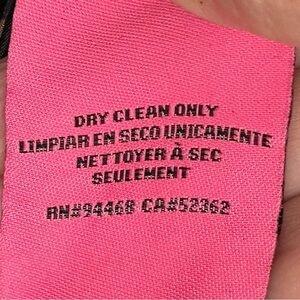 DRY CLEAN ONLY
LIMPIAR EN SECO UNICAMENTE
NETTOYER À SEC
SEULEMENT
RN#94468 CA#52362